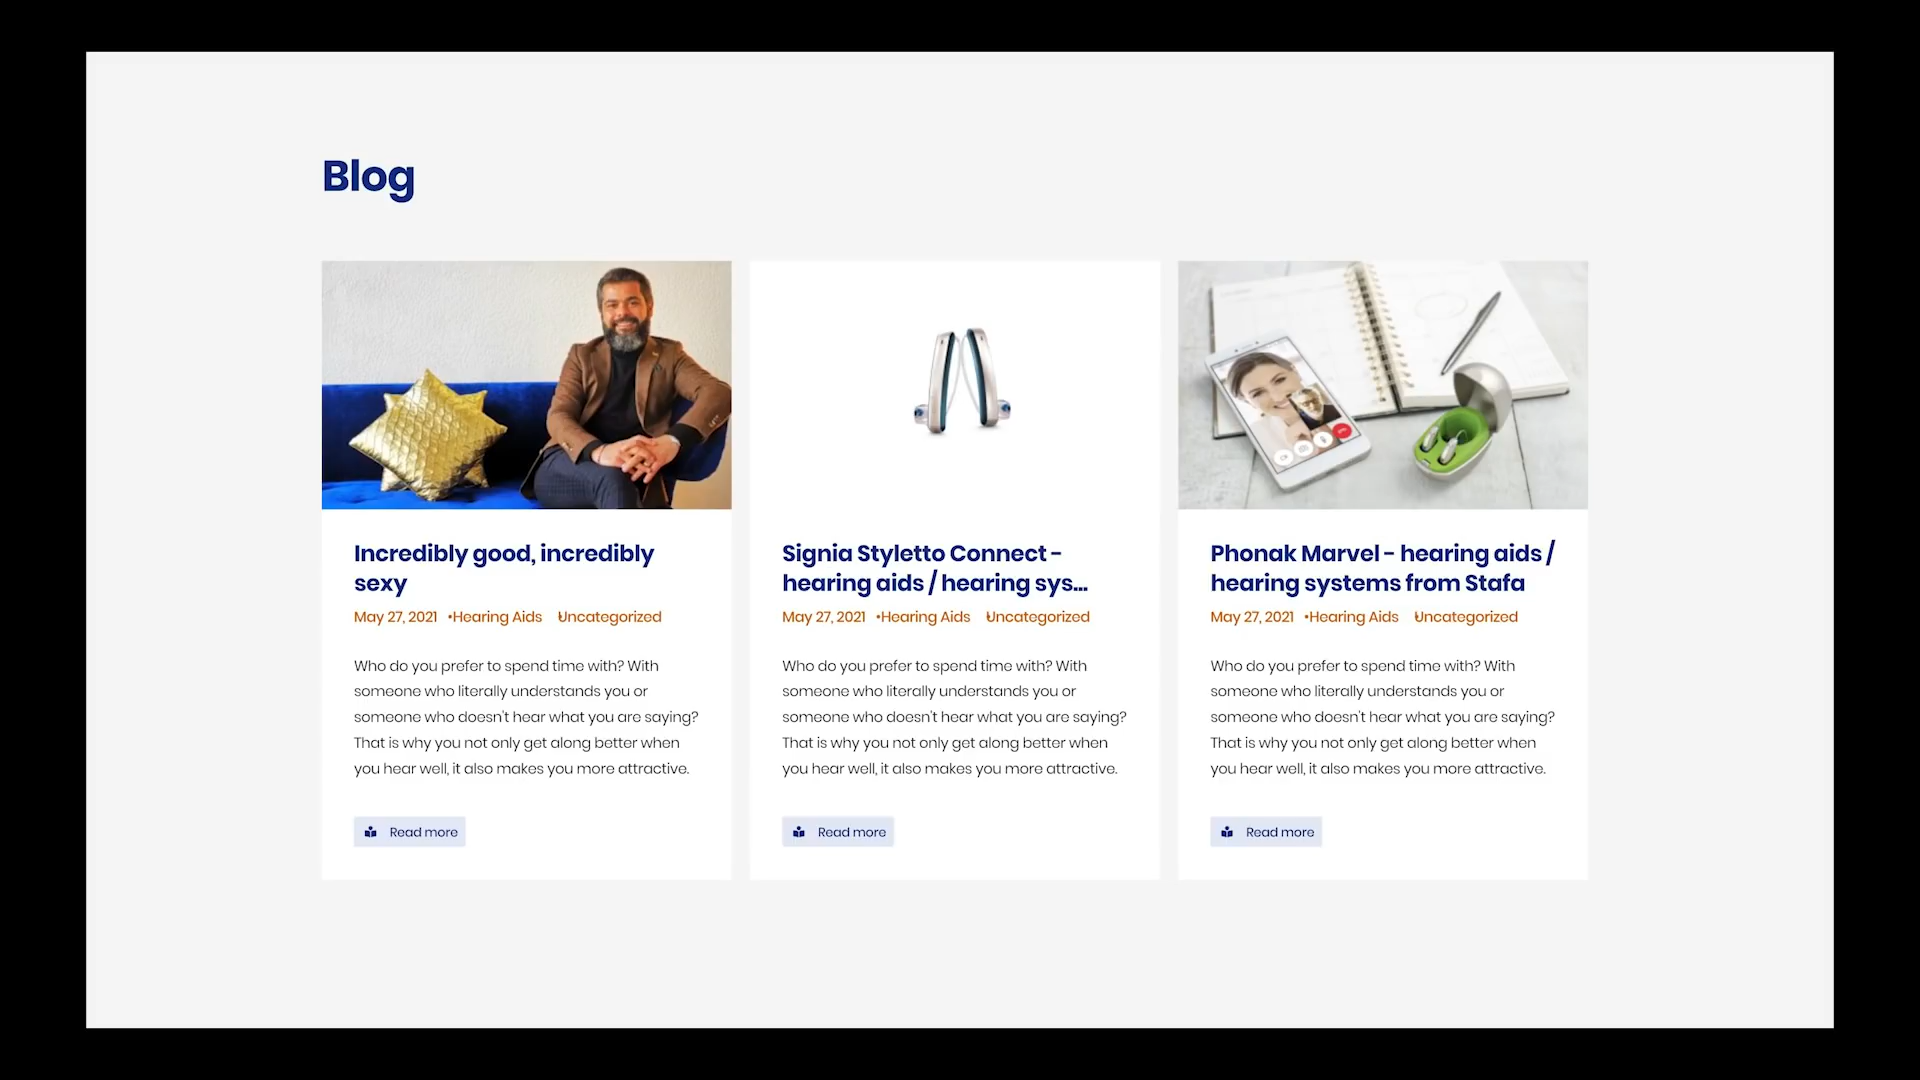 Blog
Incredibly good, incredibly
sexy
May 27, 2021 •Hearing Aids •Uncategorized
Who do you prefer to spend time with? With
someone who literally understands you or
someone who doesn't hear what you are saying?
That is why you not only get along better when
you hear well, it also makes you more attractive.
Read more
Signia Styletto Connect -
hearing aids / hearing sys...
May 27, 2021 •Hearing Aids •Uncategorized
Who do you prefer to spend time with? With
someone who literally understands you or
someone who doesn't hear what you are saying?
That is why you not only get along better when
you hear well, it also makes you more attractive.
Read more
Phonak Marvel - hearing aids /
hearing systems from Stafa
May 27, 2021 •Hearing Aids •Uncategorized
Who do you prefer to spend time with? With
someone who literally understands you or
someone who doesn't hear what you are saying?
That is why you not only get along better when
you hear well, it also makes you more attractive.
Read more